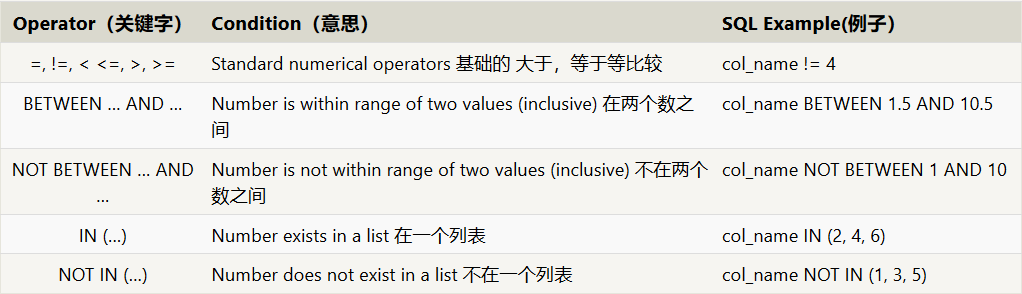 Operator（关键字） Condition（意思） SQL Example(例子）
=, !=, < <=, >, >= Standard numerical operators 基础的 大于，等于等比较 col_name != 4
BETWEEN … AND … Number is within range of two values (inclusive) 在两个数之 col_name BETWEEN 1.5 AND 10.5
间
NOT BETWEEN … AND Number is not within range of two values (inclusive) 不在两个 col_name NOT BETWEEN 1 AND 10
… 数之间
IN (…) Number exists in a list 在一个列表 col_name IN (2, 4, 6)
NOT IN (…) Number does not exist in a list 不在一个列表 col_name NOT IN (1, 3, 5)